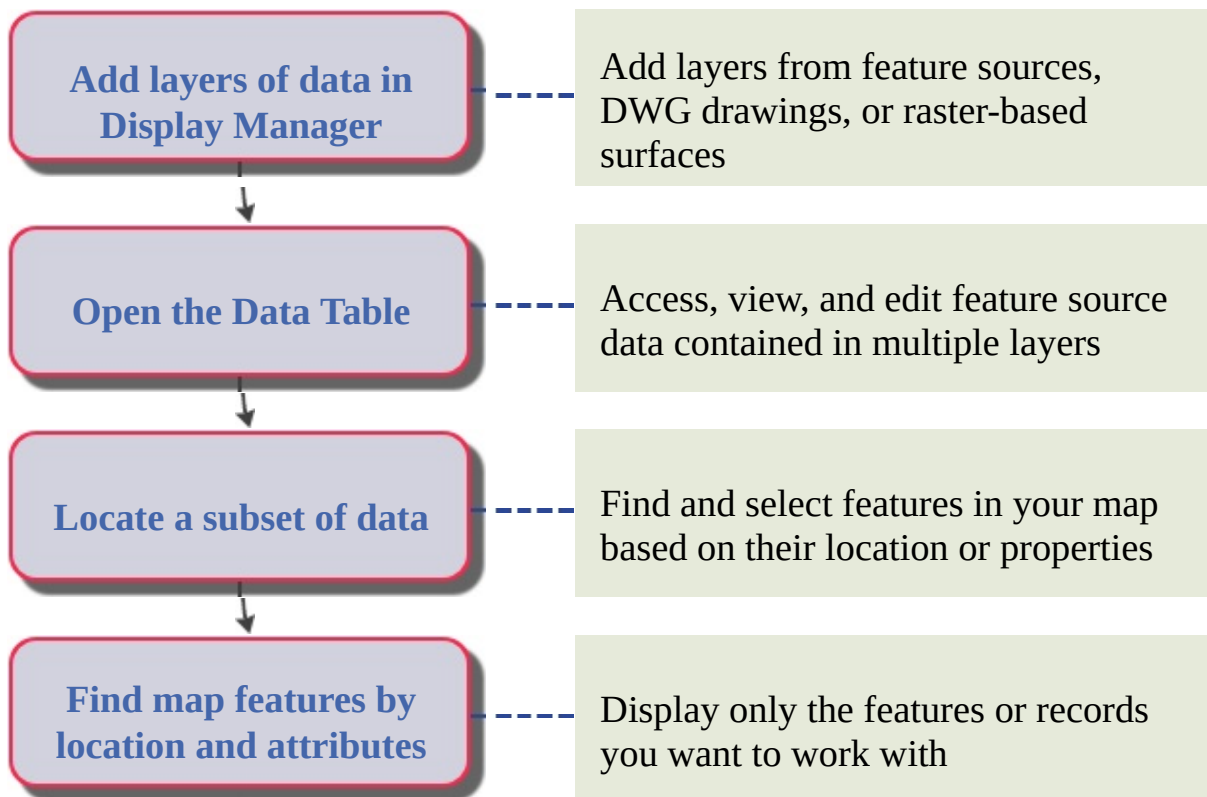 Add layers of data in
Display Manager
Add layers from feature sources,
DWG drawings, or raster-based
surfaces
Open the Data Table
Access, view, and edit feature source
data contained in multiple layers
Locate a subset of data
Find and select features in your map
based on their location or properties
Find map features by
location and attributes
Display only the features or records
you want to work with